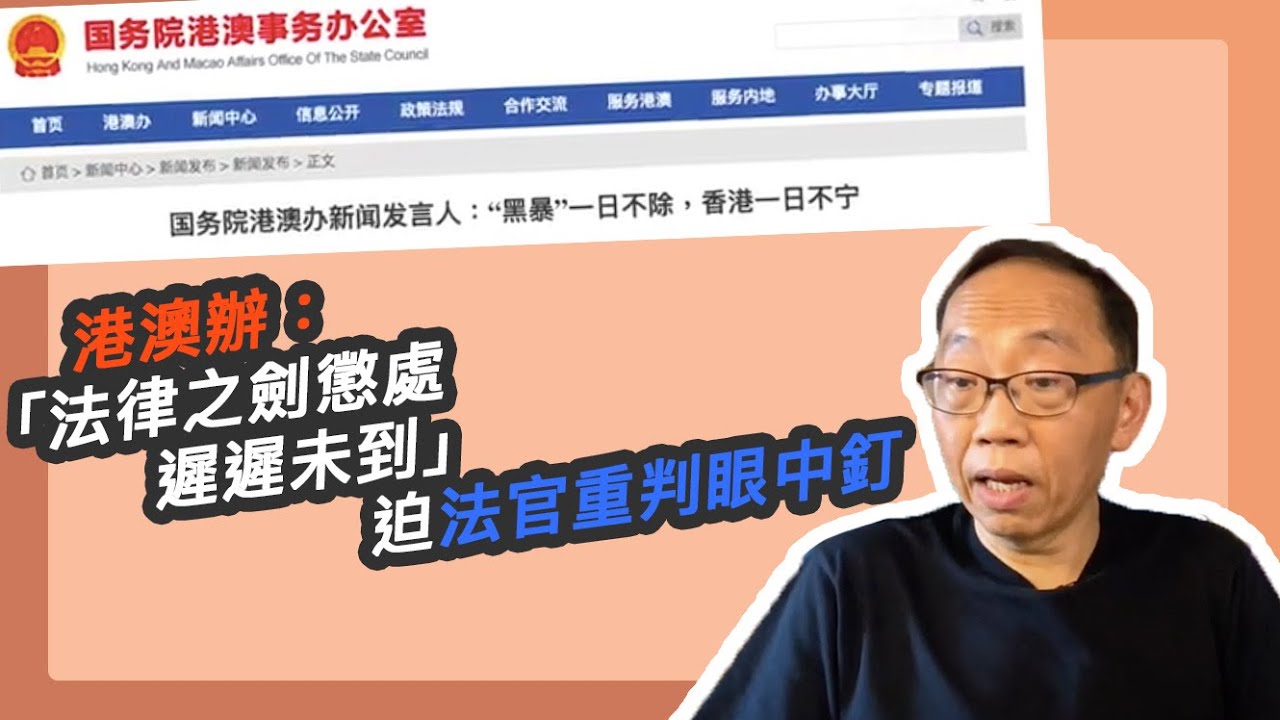 国务院港澳事务办公室
Hong Kong And Macao Affairs Office Of The State Council
搜索
首页 港澳办 新闻中心 信息公开 政策法规 合作交流 服务港澳 服务内地 办事大厅 专题报道
首页 > 新闻中心 > 新闻发布 > 新闻发布 > 正文
国务院港澳办新闻发言人：“黑暴”一日不除，香港一日不宁
港澳辦：
「法律之劍懲處
遲遲未到」
迫法官重判眼中釘